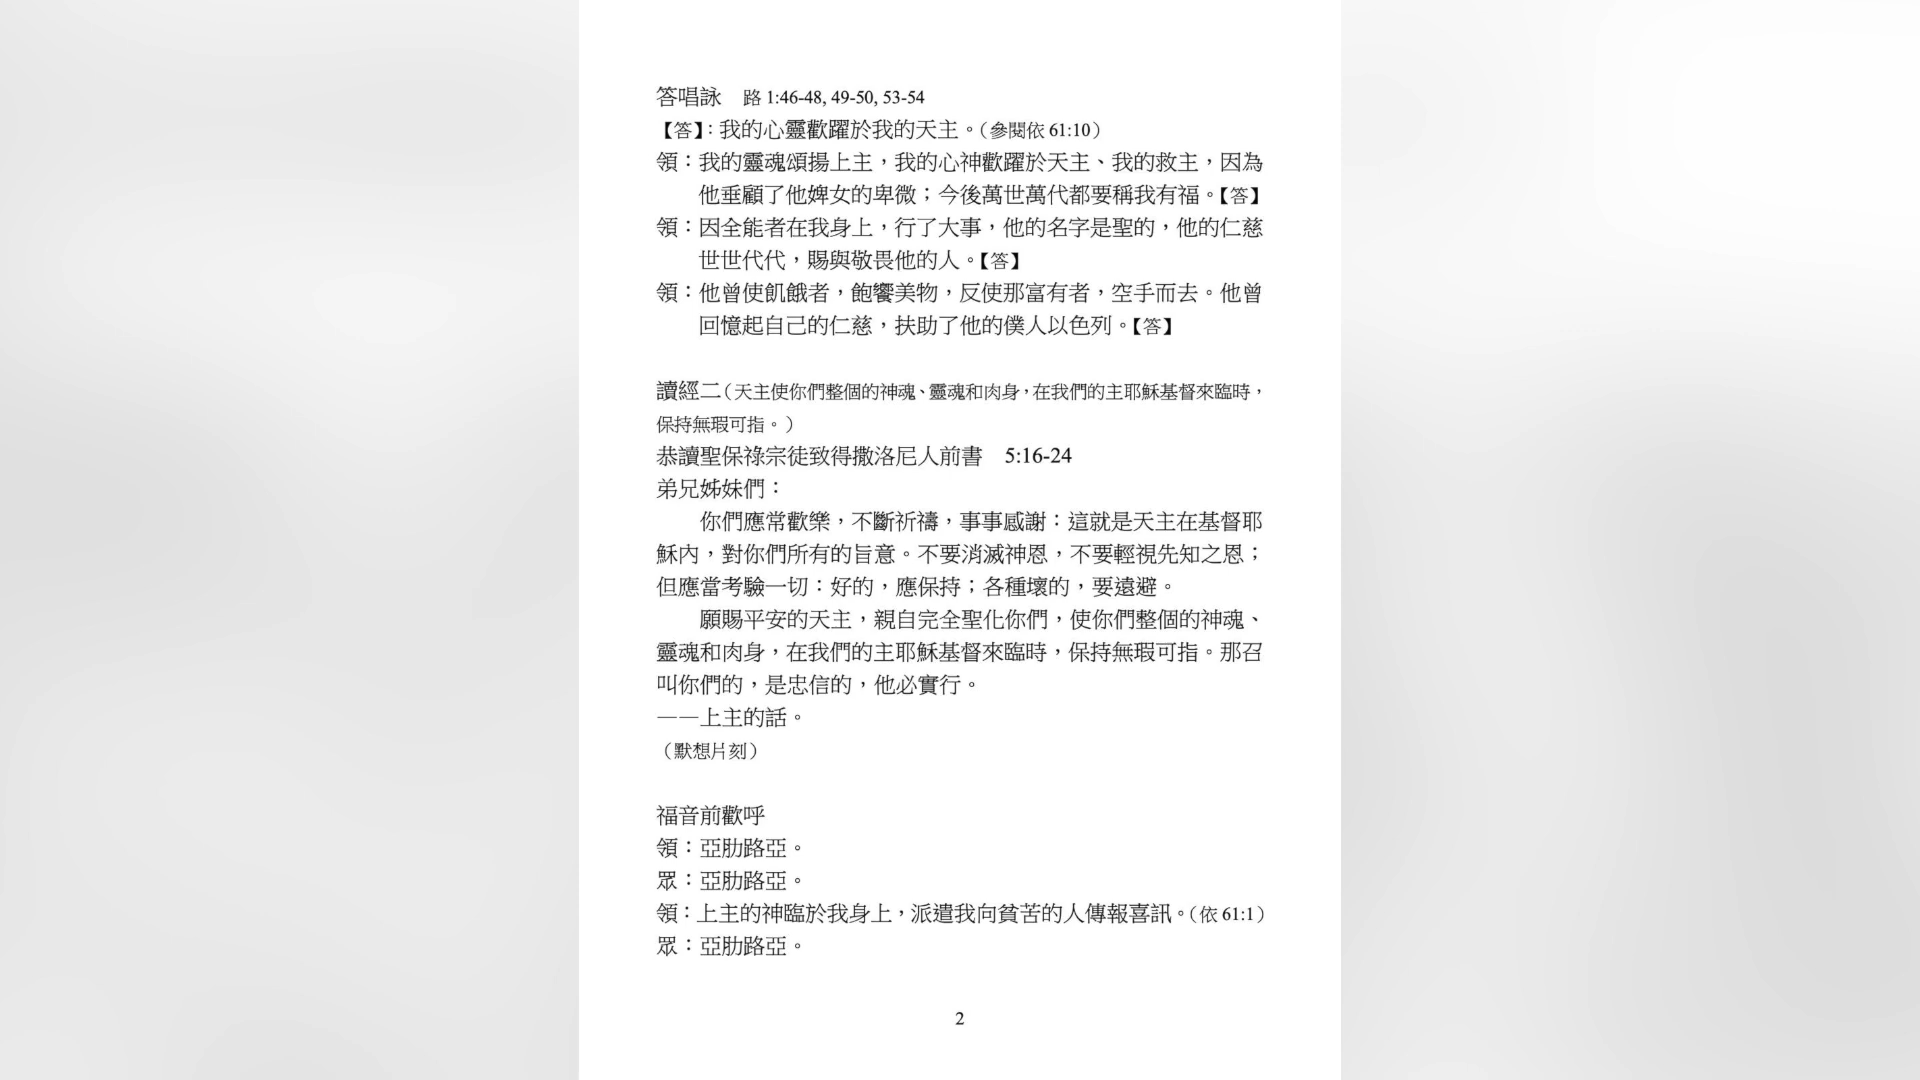 答唱詠　路 1:46-48, 49-50, 53-54
【答】：我的心靈歡躍於我的天主。（參閱依 61:10）
領：我的靈魂頌揚上主，我的心神歡躍於天主、我的救主，因為
他垂顧了他婢女的卑微；今後萬世萬代都要稱我有福。【答】
領：因全能者在我身上，行了大事，他的名字是聖的，他的仁慈
世世代代，賜與敬畏他的人。【答】
領：他曾使飢餓者，飽饗美物，反使那富有者，空手而去。他曾
回憶起自己的仁慈，扶助了他的僕人以色列。【答】
讀經二（天主使你們整個的神魂、靈魂和肉身，在我們的主耶穌基督來臨時，
保持無瑕可指。）
恭讀聖保祿宗徒致得撒洛尼人前書　5:16-24
弟兄姊妹們：
你們應常歡樂，不斷祈禱，事事感謝：這就是天主在基督耶
穌內，對你們所有的旨意。不要消滅神恩，不要輕視先知之恩；
但應當考驗一切：好的，應保持；各種壞的，要遠避。
願賜平安的天主，親自完全聖化你們，使你們整個的神魂、
靈魂和肉身，在我們的主耶穌基督來臨時，保持無瑕可指。那召
叫你們的，是忠信的，他必實行。
——上主的話。
（默想片刻）
福音前歡呼
領：亞肋路亞。
眾：亞肋路亞。
領：上主的神臨於我身上，派遣我向貧苦的人傳報喜訊。（依 61:1）
眾：亞肋路亞。
2